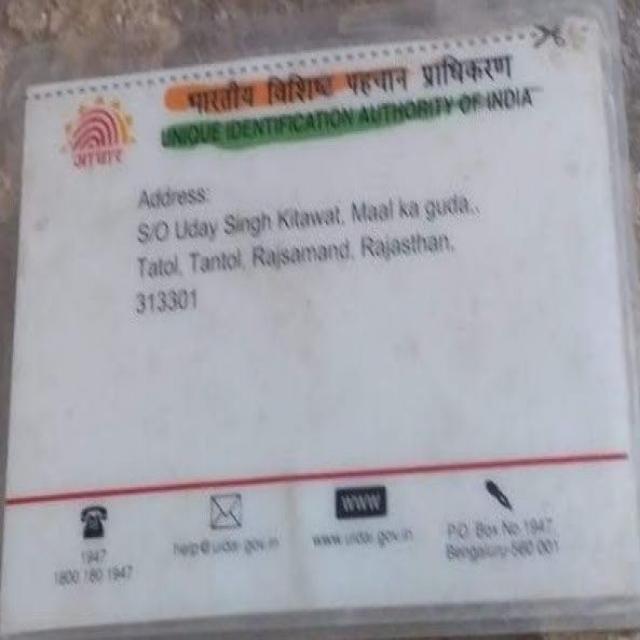 भारतीय विशिष्ट पहचान प्राधिकरण
UNIQUE IDENTIFICATION AUTHORITY OF INDIA
आधार
Address:
S/O Uday Singh Kitawat, Maal ka guda,,
Tatol, Tantol, Rajsamand, Rajasthan,
313301
1947
1800 180 1947
help@uidai.gov.in
www
www.uidai.gov.in
P.O. Box No.1947,
Bengaluru-560 001